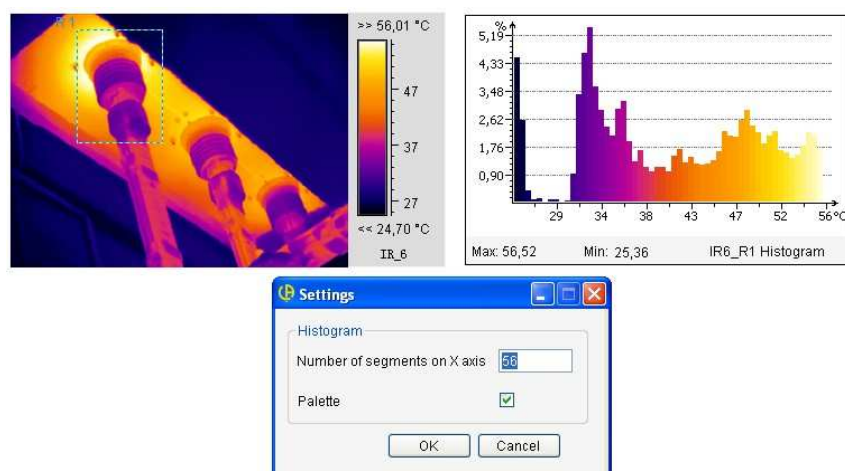 R1
>> 56,01 °C
47
37
27
<< 24,70 °C
IR_6
%
5,19
4,33
3,48
2,62
1,76
0,90
29 34 38 43 47 52 56 °C
Max: 56,52 Min: 25,36 IR6_R1 Histogram
Settings
Histogram
Number of segments on X axis 56
Palette
OK Cancel